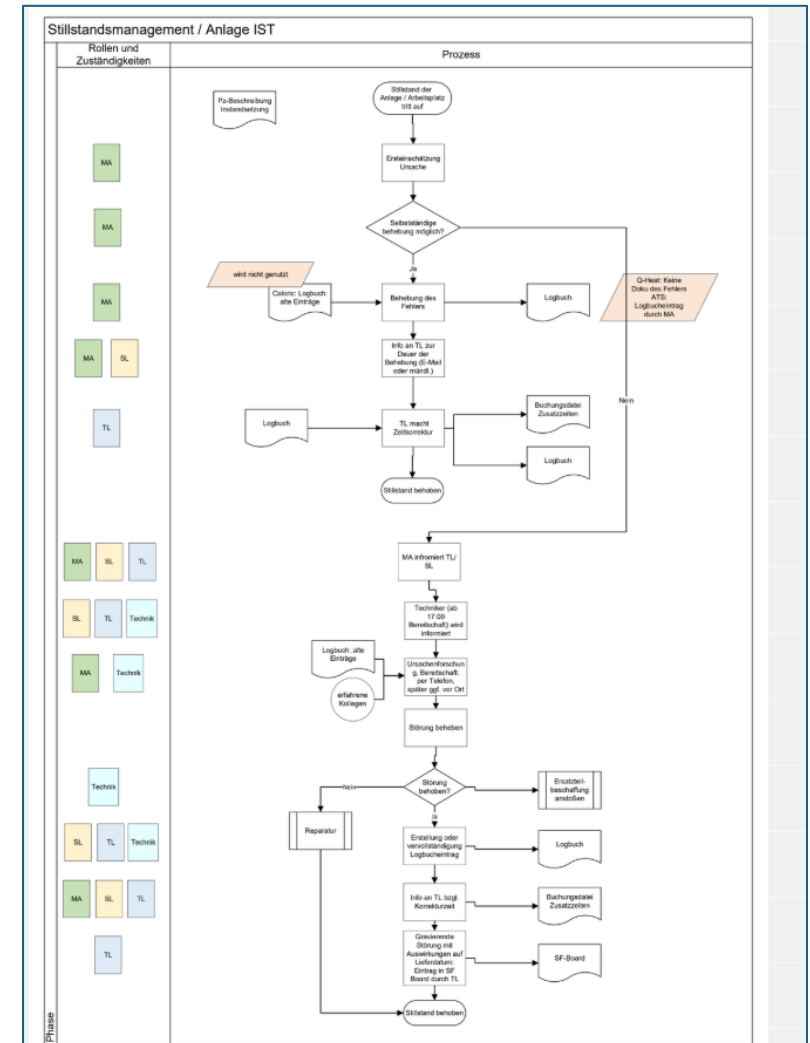 Stillstandsmanagement / Anlage IST
Rollen und
Zuständigkeiten
Prozess
Pz-Beschreibung
Instandsetzung
Stillstand der
Anlage / Arbeitsplatz
tritt auf
MA
Ersteinschätzung
Ursache
MA
Selbstständige
behebung möglich?
Ja
wird nicht genutzt
Caloric: Logbuch:
alte Einträge
MA
Behebung des
Fehlers
Logbuch
Q-Heat: Keine
Doku des Fehlers
ATS:
Logbucheintrag
durch MA
MA
SL
Info an TL zur
Dauer der
Behebung (E-Mail
oder mündl.)
Nein
TL
Logbuch
TL macht
Zeitkorrektur
Buchungsdatei
Zusatzzeiten
Logbuch
Stillstand behoben
MA
SL
TL
MA infromiert TL/
SL
SL
TL
Technik
Techniker (ab
17:00
Bereitschaft) wird
informiert
Logbuch: alte
Einträge
MA
Technik
Ursachenforschun
g, Bereitschaft:
per Telefon,
später ggf. vor Ort
erfahrene
Kollegen
Störung beheben
Technik
Nein
Störung
behoben?
Ersatzteil-
beschaffung
anstoßen
Ja
Reparatur
SL
TL
Technik
Erstellung oder
vervollständigung
Logbucheintrag
Logbuch
MA
SL
TL
Info an TL bzgl.
Korrekturzeit
Buchungsdatei
Zusatzzeiten
TL
Gravierende
Störung mit
Auswirkungen auf
Lieferdatum:
Eintrag in SF
Board durch TL
SF-Board
Stillstand behoben
Phase